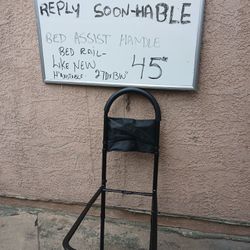 REPLY SOON-HABLE
BED ASSIST HANDLE
BED RAIL-
LIKE NEW 45"